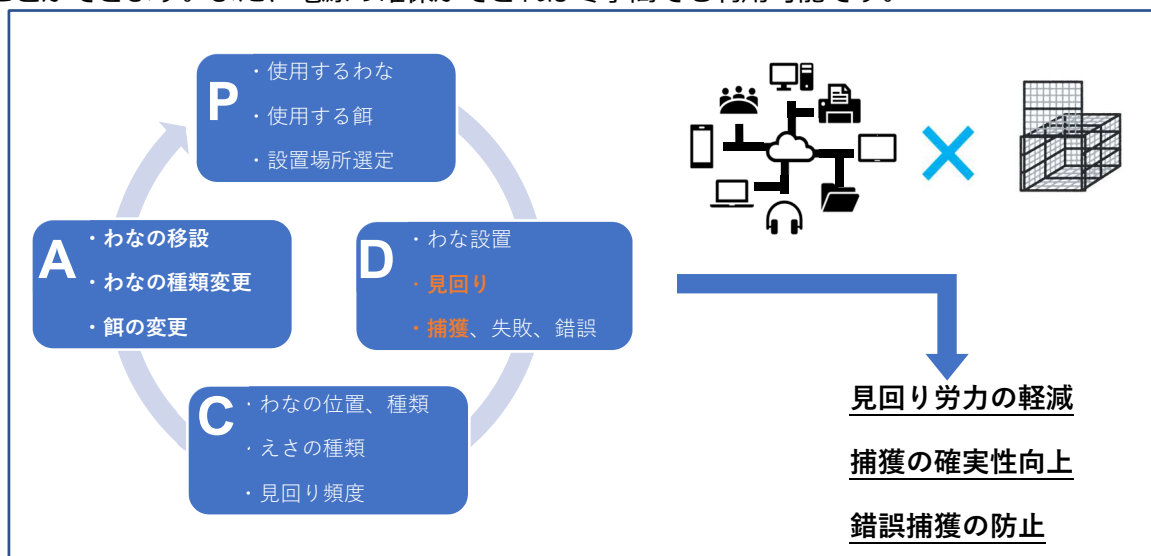 P
・使用するわな
・使用する餌
・設置場所選定
D
・わな設置
・見回り
・捕獲、失敗、錯誤
C
・わなの位置、種類
・えさの種類
・見回り頻度
A
・わなの移設
・わなの種類変更
・餌の変更
見回り労力の軽減
捕獲の確実性向上
錯誤捕獲の防止